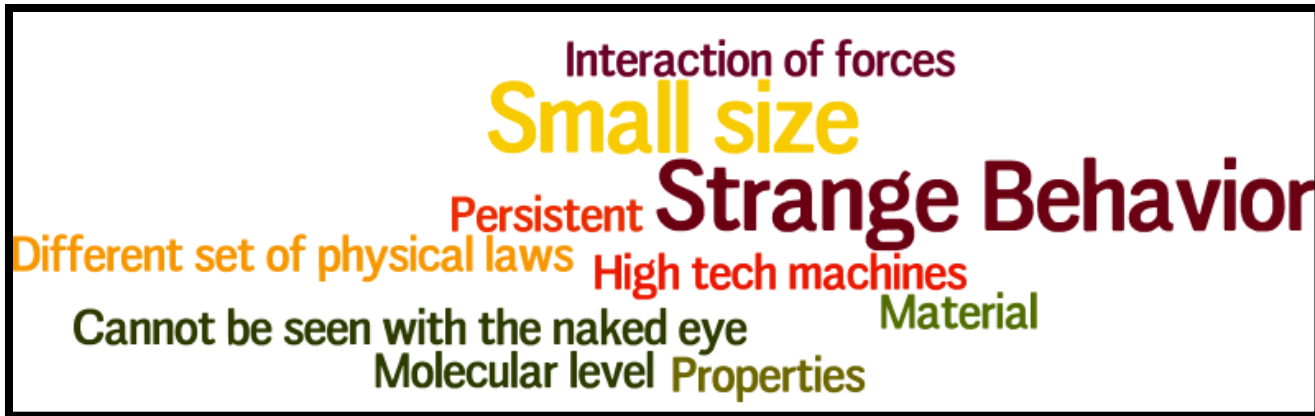 Interaction of forces
Small size
Strange Behavior
Persistent
Different set of physical laws
High tech machines
Material
Cannot be seen with the naked eye
Molecular level
Properties